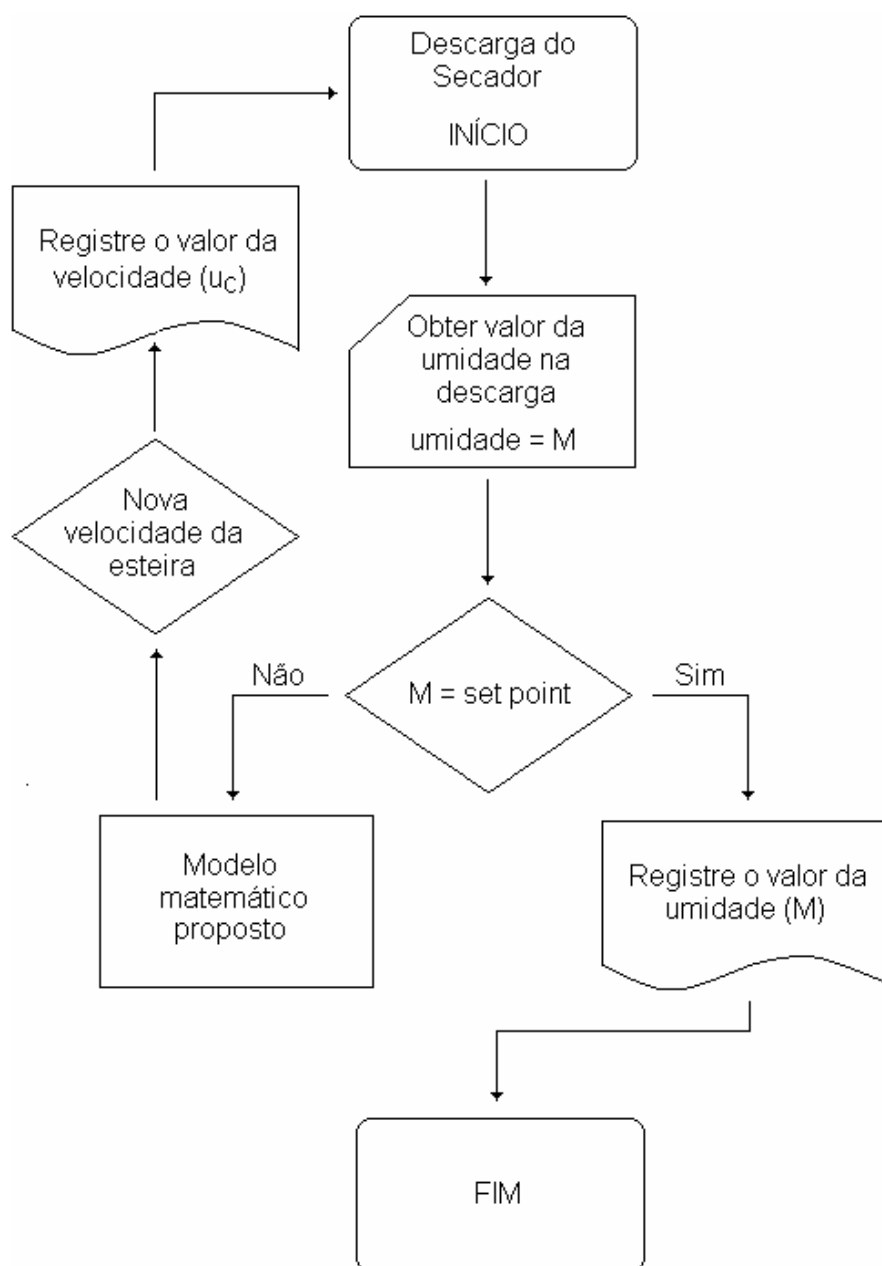 Descarga do
Secador
INÍCIO
Registre o valor da
velocidade (uC)
Obter valor da
umidade na
descarga
umidade = M
Nova
velocidade da
esteira
Não
M = set point
Sim
Modelo
matemático
proposto
Registre o valor da
umidade (M)
FIM